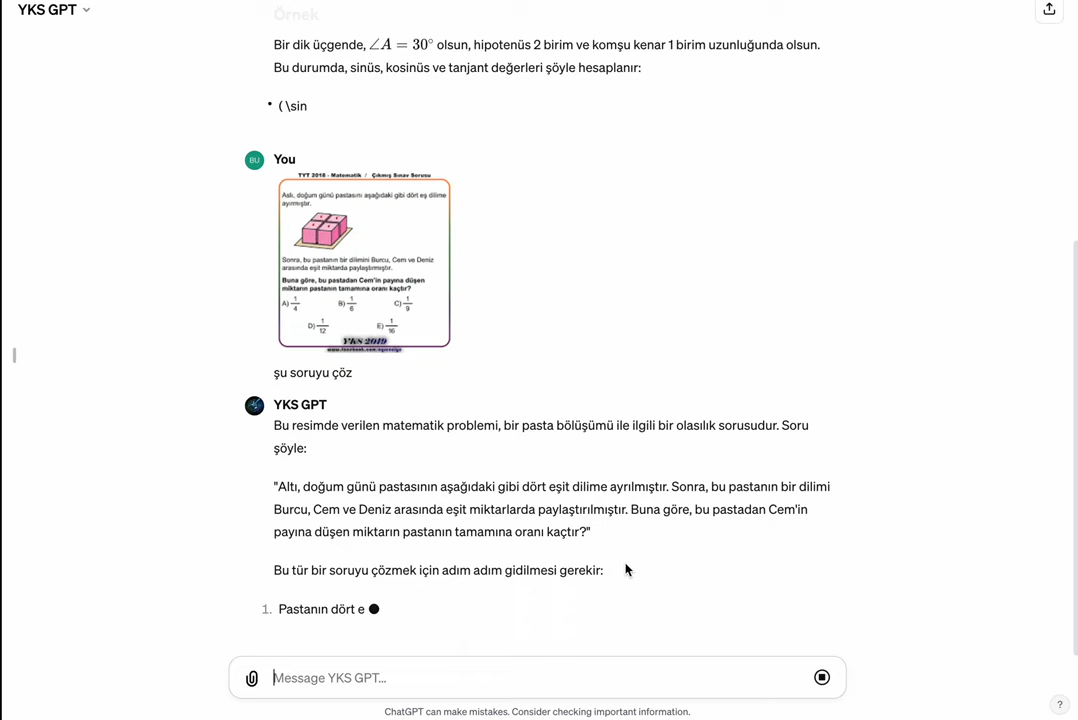 YKS GPT
Örnek
Bir dik üçgende, ∠A = 30° olsun, hipotenüs 2 birim ve komşu kenar 1 birim uzunluğunda olsun.
Bu durumda, sinüs, kosinüs ve tanjant değerleri şöyle hesaplanır:
• ( \sin
BU You
TYT 2018 - Matematik / Çıkmış Sınav Sorusu
Aslı, doğum günü pastasını aşağıdaki gibi dört eş dilime
ayırmıştır.
Sonra, bu pastanın bir dilimini Burcu, Cem ve Deniz
arasında eşit miktarda paylaştırmıştır.
Buna göre, bu pastadan Cem'in payına düşen
miktarın pastanın tamamına oranı kaçtır?
A) 1/4 B) 1/6 C) 1/9
D) 1/12 E) 1/16
YKS 2019
şu soruyu çöz
YKS GPT
Bu resimde verilen matematik problemi, bir pasta bölüşümü ile ilgili bir olasılık sorusudur. Soru
şöyle:
"Altı, doğum günü pastasının aşağıdaki gibi dört eşit dilime ayrılmıştır. Sonra, bu pastanın bir dilimi
Burcu, Cem ve Deniz arasında eşit miktarlarda paylaştırılmıştır. Buna göre, bu pastadan Cem'in
payına düşen miktarın pastanın tamamına oranı kaçtır?"
Bu tür bir soruyu çözmek için adım adım gidilmesi gerekir:
1. Pastanın dört e
Message YKS GPT...
ChatGPT can make mistakes. Consider checking important information.
?